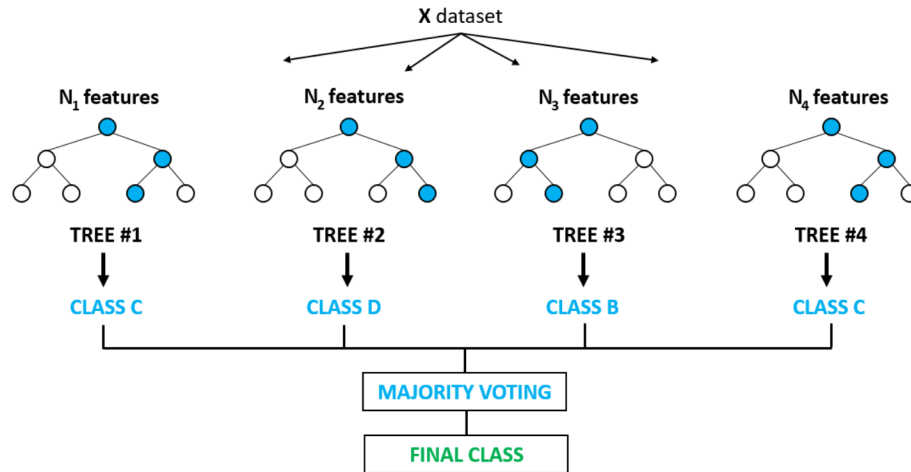 X dataset
N₁ features N₂ features N₃ features N₄ features
TREE #1 TREE #2 TREE #3 TREE #4
CLASS C CLASS D CLASS B CLASS C
MAJORITY VOTING
FINAL CLASS